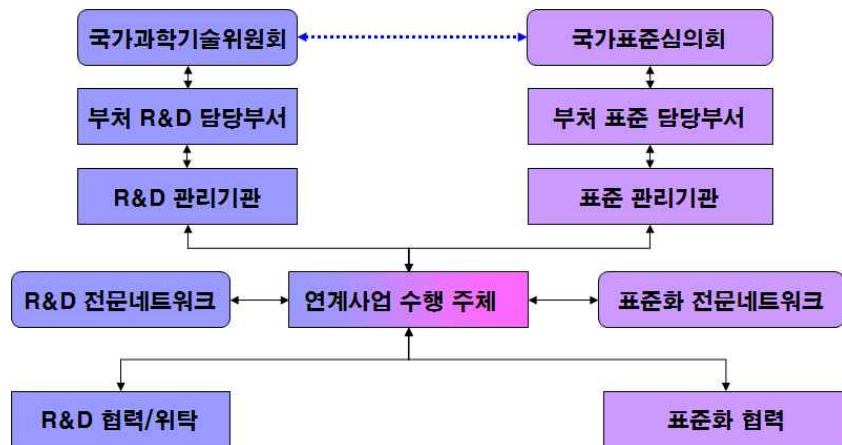 국가과학기술위원회
국가표준심의회
부처 R&D 담당부서
부처 표준 담당부서
R&D 관리기관
표준 관리기관
R&D 전문네트워크
연계사업 수행 주체
표준화 전문네트워크
R&D 협력/위탁
표준화 협력